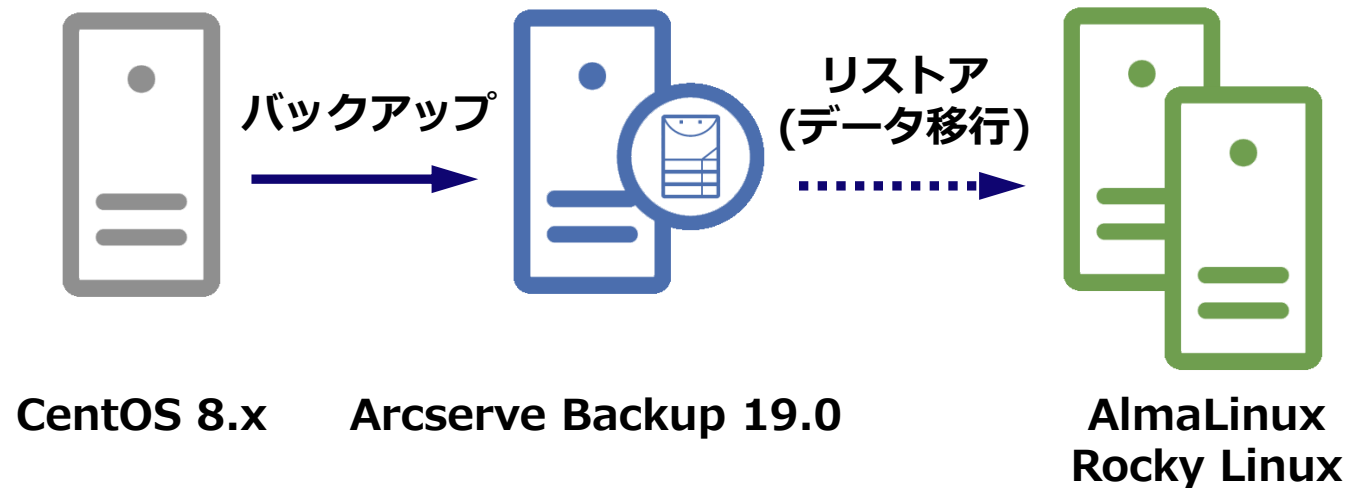 バックアップ
リストア
(データ移行)
CentOS 8.x
Arcserve Backup 19.0
AlmaLinux
Rocky Linux